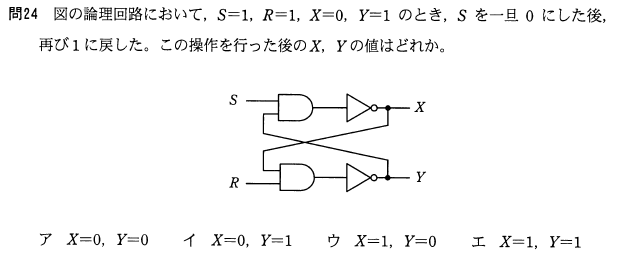 問24 図の論理回路において，S=1，R=1，X=0，Y=1 のとき，S を一旦 0 にした後，
再び1に戻した。この操作を行った後のX，Yの値はどれか。
S
X
R
Y
ア X=0，Y=0 イ X=0，Y=1 ウ X=1，Y=0 エ X=1，Y=1